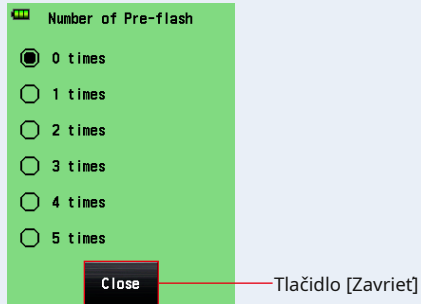 Number of Pre-flash
0 times
1 times
2 times
3 times
4 times
5 times
Close
Tlačidlo [Zavrieť]